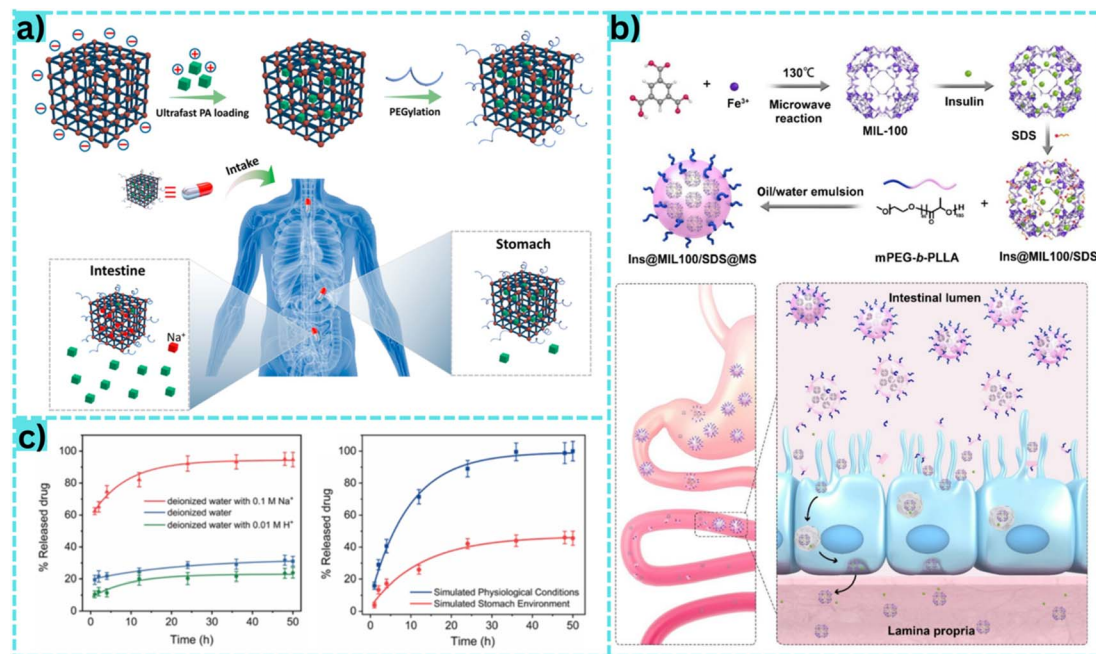 a)
Ultrafast PA loading
PEGylation
Intake
Intestine
Na⁺
Stomach
b)
+
Fe³⁺
130℃
Microwave
reaction
MIL-100
Insulin
SDS
Oil/water emulsion
+
Ins@MIL100/SDS@MS
mPEG-b-PLLA
Ins@MIL100/SDS
Intestinal lumen
Lamina propria
c)
% Released drug
100
80
60
40
20
0
deionized water with 0.1 M Na⁺
deionized water
deionized water with 0.01 M H⁺
0 10 20 30 40 50
Time (h)
% Released drug
100
80
60
40
20
0
Simulated Physiological Conditions
Simulated Stomach Environment
0 10 20 30 40 50
Time (h)